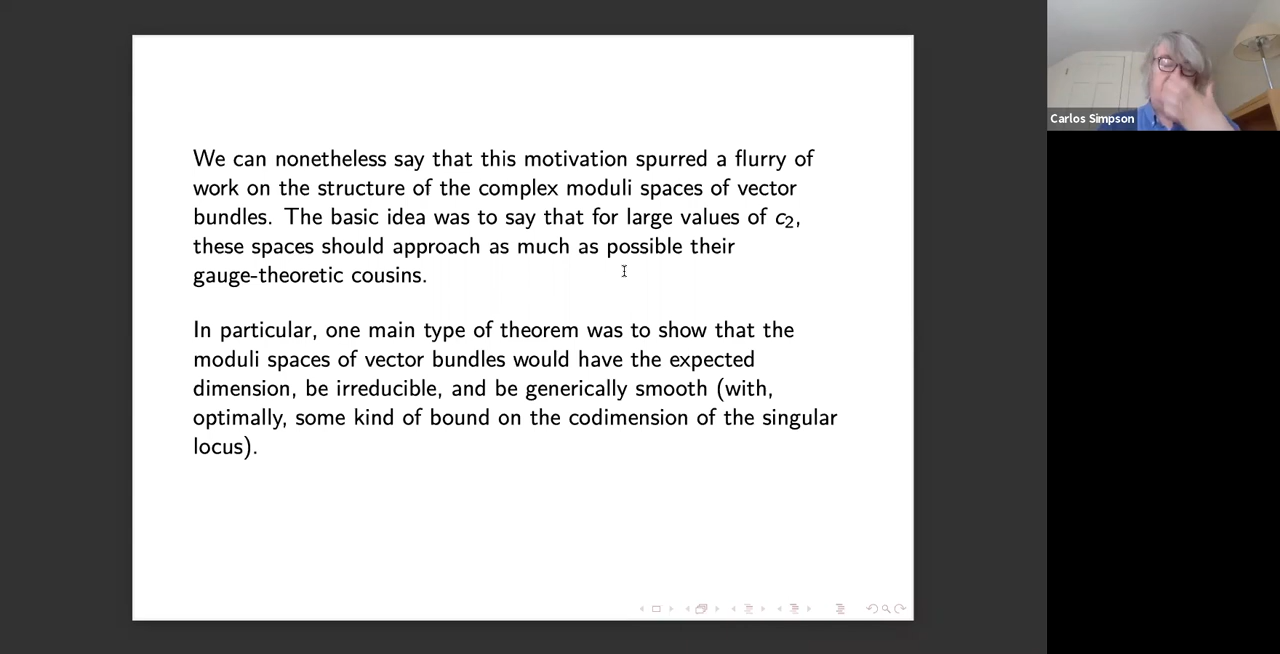 We can nonetheless say that this motivation spurred a flurry of
work on the structure of the complex moduli spaces of vector
bundles. The basic idea was to say that for large values of c₂,
these spaces should approach as much as possible their
gauge-theoretic cousins.
In particular, one main type of theorem was to show that the
moduli spaces of vector bundles would have the expected
dimension, be irreducible, and be generically smooth (with,
optimally, some kind of bound on the codimension of the singular
locus).
Carlos Simpson